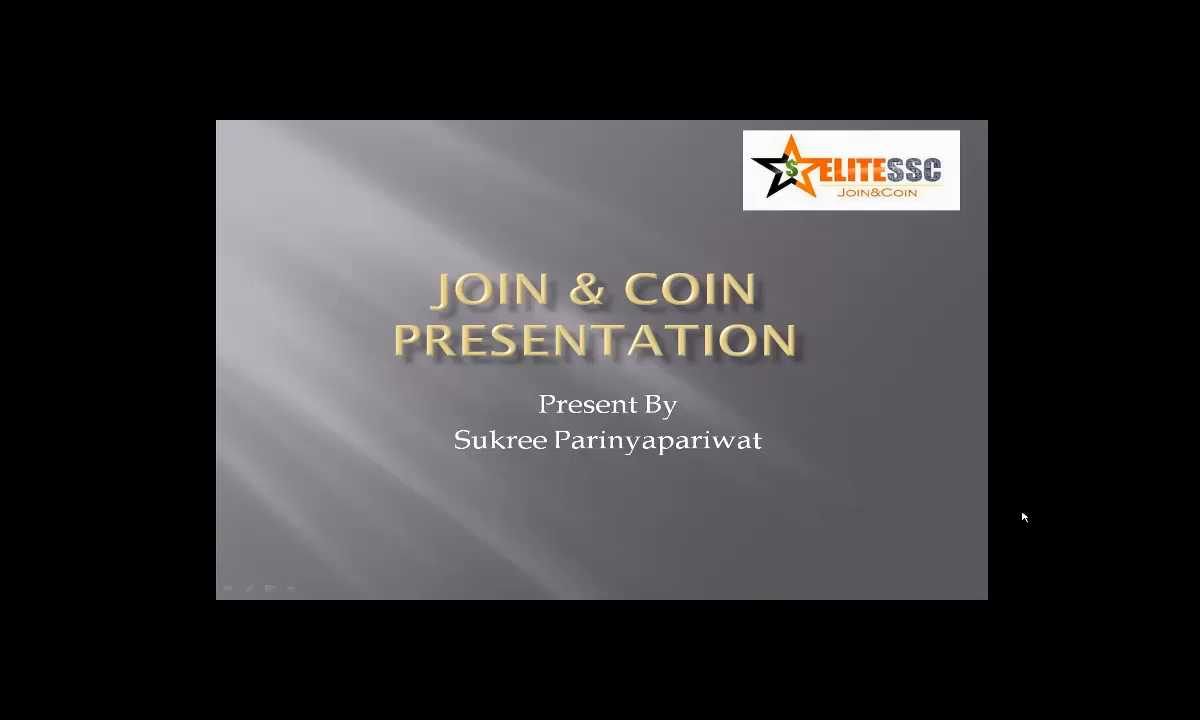 $ ELITESSC
JOIN&COIN
JOIN & COIN
PRESENTATION
Present By
Sukree Parinyapariwat